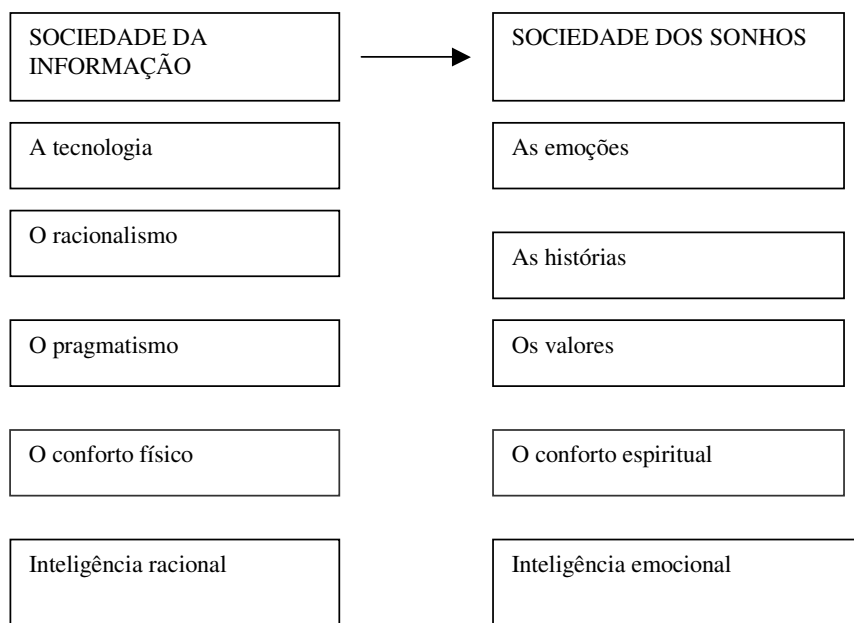 SOCIEDADE DA
INFORMAÇÃO
SOCIEDADE DOS SONHOS
A tecnologia
As emoções
O racionalismo
As histórias
O pragmatismo
Os valores
O conforto físico
O conforto espiritual
Inteligência racional
Inteligência emocional